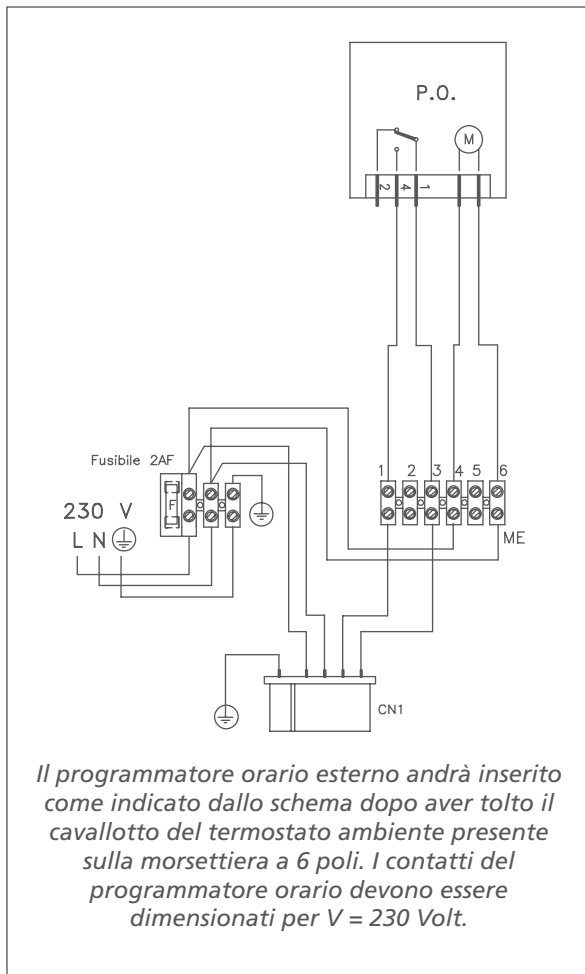 P.O.
M
2 4 1
Fusibile 2AF
1 2 3 4 5 6
F
230 V
L N
ME
CN1
Il programmatore orario esterno andrà inserito
come indicato dallo schema dopo aver tolto il
cavallotto del termostato ambiente presente
sulla morsettiera a 6 poli. I contatti del
programmatore orario devono essere
dimensionati per V = 230 Volt.